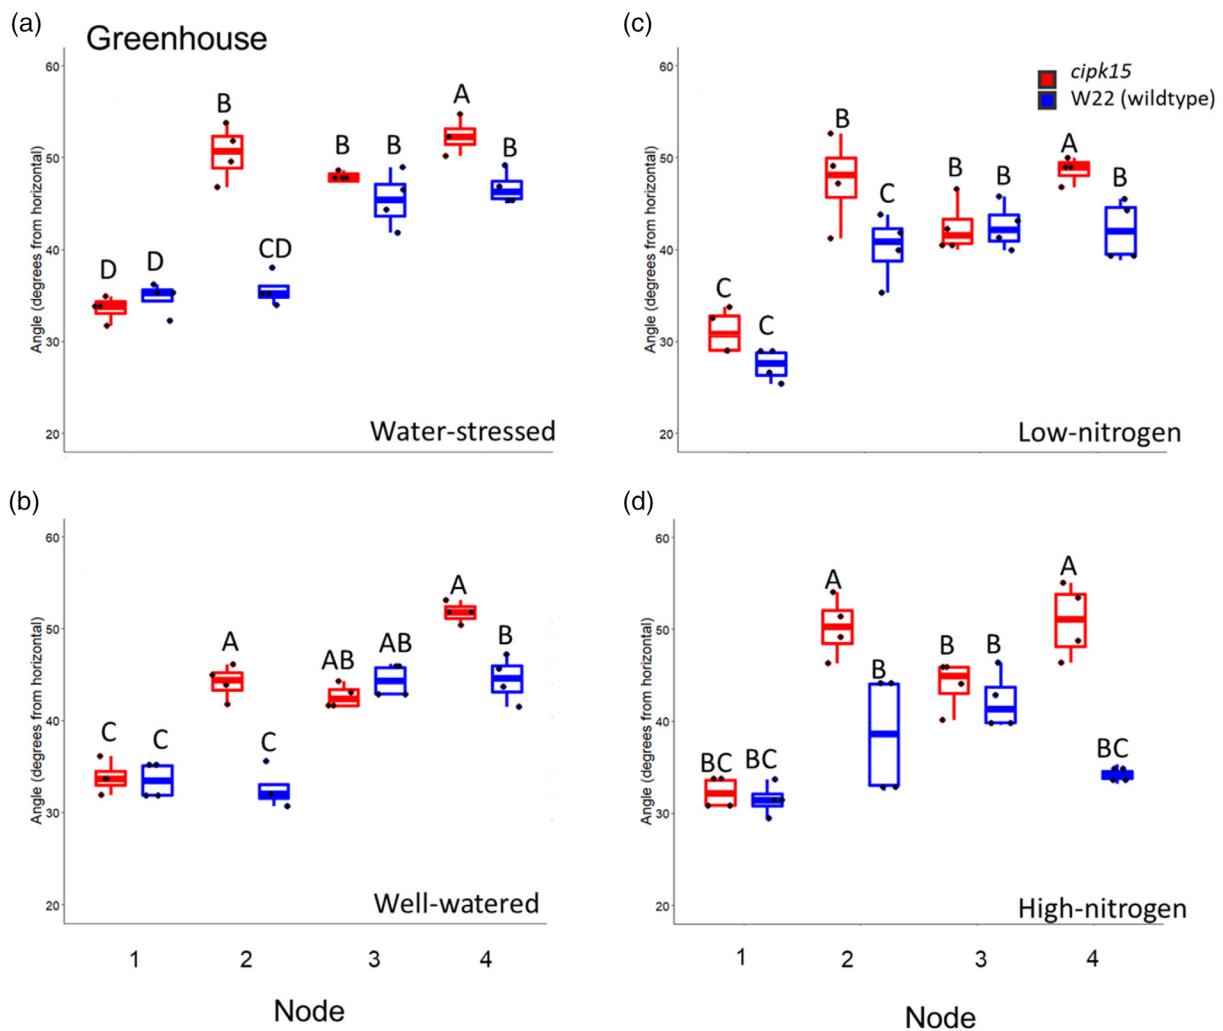 (a)
Greenhouse
Angle (degrees from horizontal)
60
50
40
30
20
D
D
B
CD
B
B
A
B
Water-stressed
(c)
Angle (degrees from horizontal)
60
50
40
30
20
cipk15
W22 (wildtype)
C
C
B
C
B
B
A
B
Low-nitrogen
(b)
Angle (degrees from horizontal)
60
50
40
30
20
C
C
A
C
AB
AB
A
B
Well-watered
1
2
3
4
Node
(d)
Angle (degrees from horizontal)
60
50
40
30
20
BC
BC
A
B
B
B
A
BC
High-nitrogen
1
2
3
4
Node